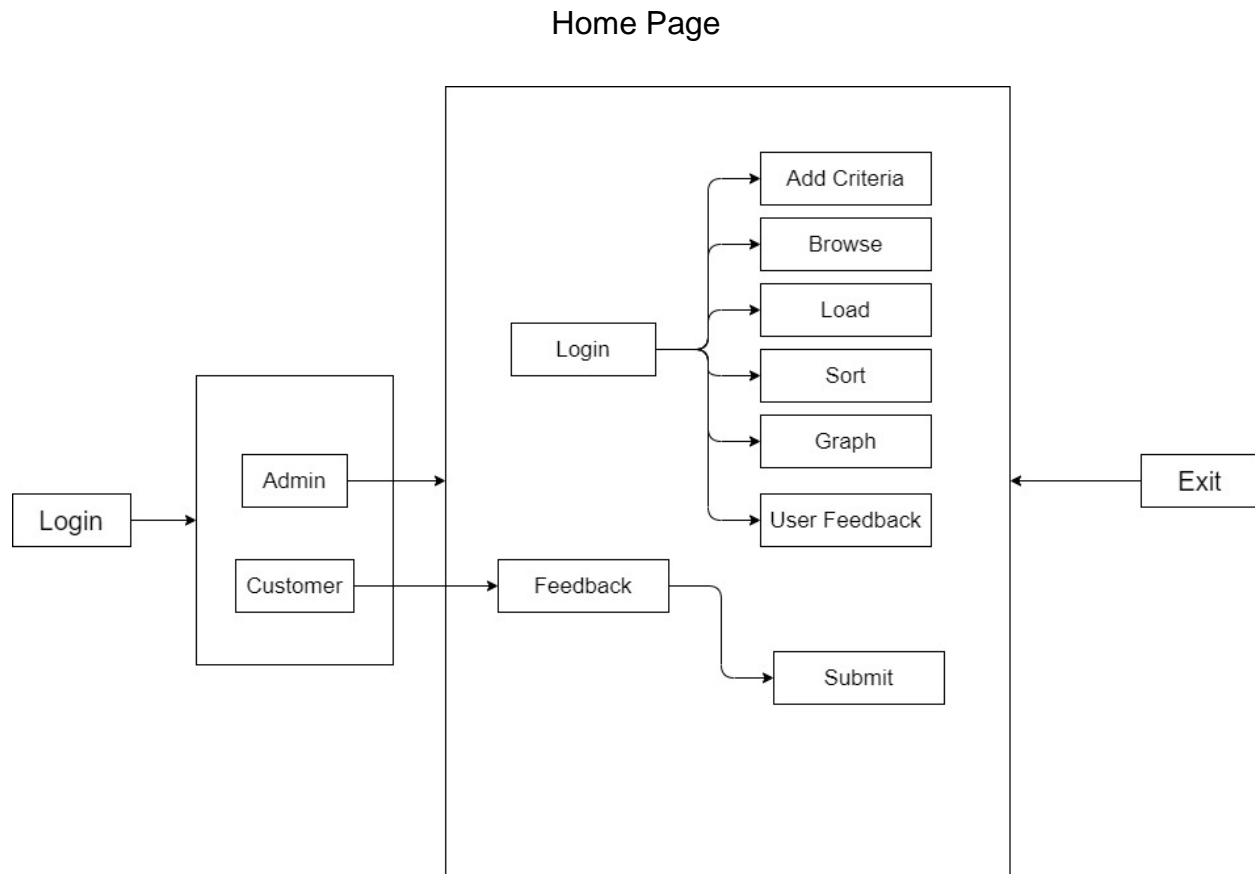 Home Page
Add Criteria
Browse
Load
Login
Sort
Graph
Admin
Exit
Login
User Feedback
Customer
Feedback
Submit